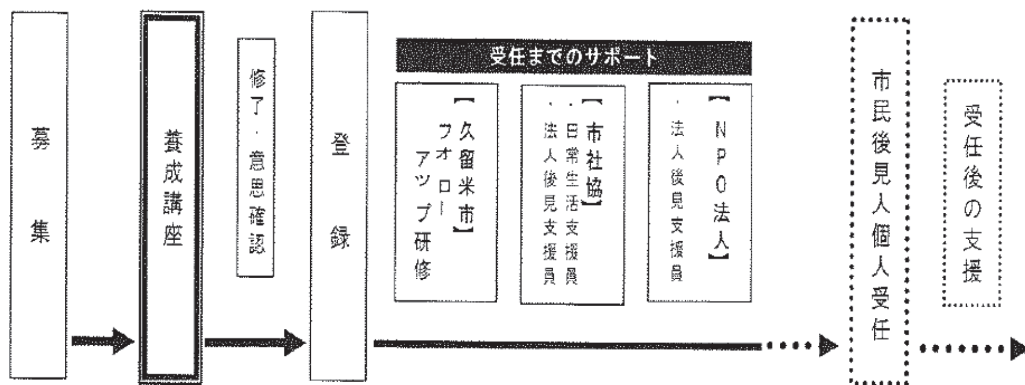 募集
養成講座
修了・意思確認
登録
受任までのサポート
【久留米市】
フォロー
アップ研修
【市社協】
・日常生活支援員
・法人後見支援員
【NPO法人】
・法人後見支援員
市民後見人個人受任
受任後の支援